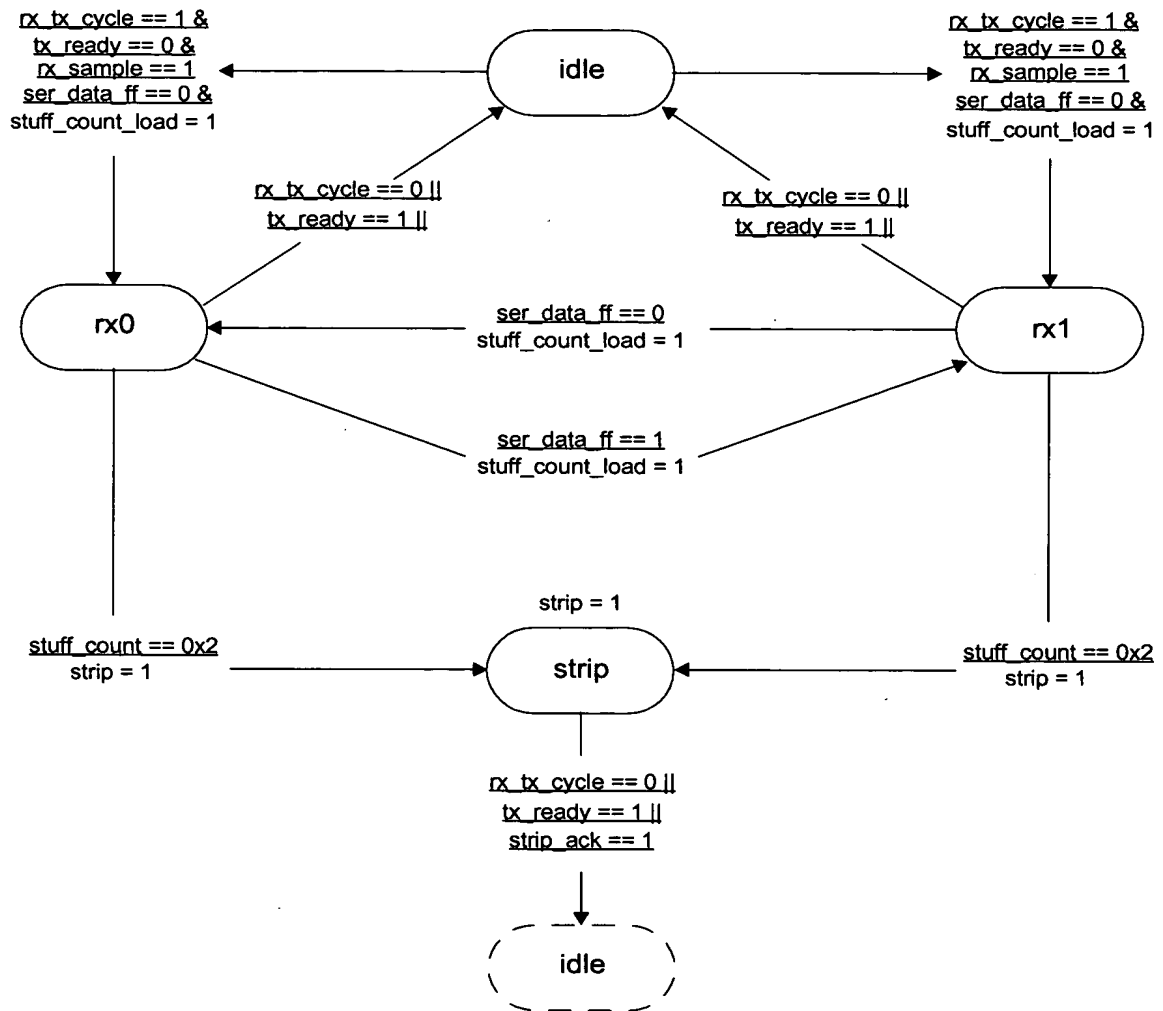 rx_tx_cycle == 1 &
tx_ready == 0 &
rx_sample == 1
ser_data_ff == 0 &
stuff_count_load = 1
idle
rx_tx_cycle == 1 &
tx_ready == 0 &
rx_sample == 1
ser_data_ff == 0 &
stuff_count_load = 1
rx_tx_cycle == 0 ||
tx_ready == 1 ||
rx_tx_cycle == 0 ||
tx_ready == 1 ||
rx0
ser_data_ff == 0
stuff_count_load = 1
rx1
ser_data_ff == 1
stuff_count_load = 1
strip = 1
stuff_count == 0x2
strip = 1
strip
stuff_count == 0x2
strip = 1
rx_tx_cycle == 0 ||
tx_ready == 1 ||
strip_ack == 1
idle